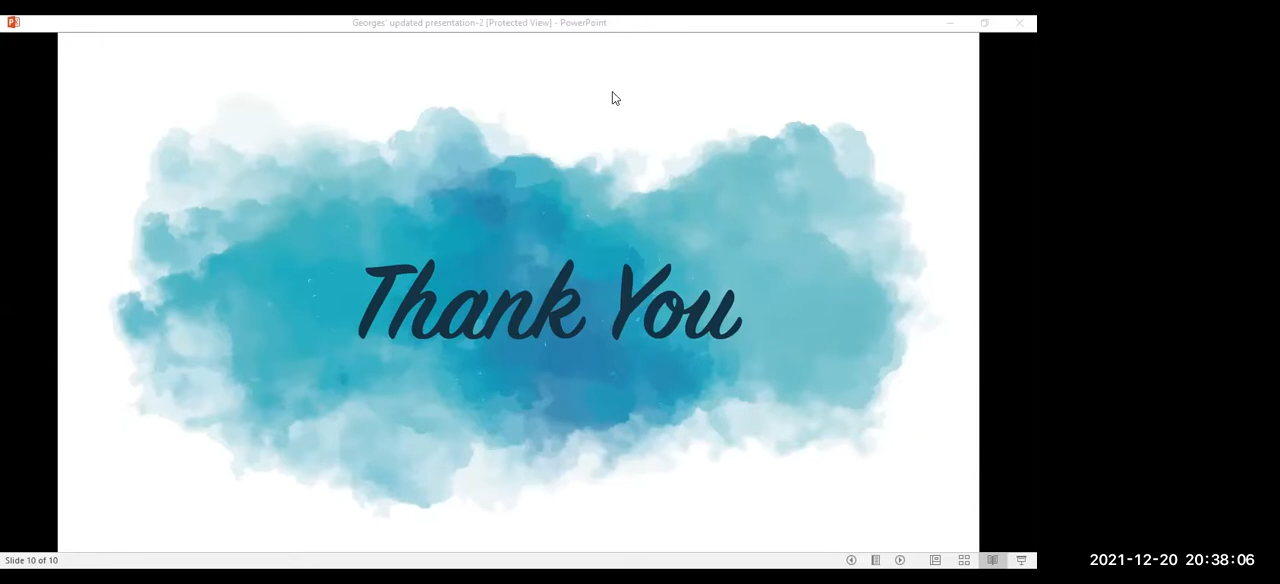 Georges' updated presentation-2 [Protected View] - PowerPoint
Thank You
Slide 10 of 10
2021-12-20 20:38:06